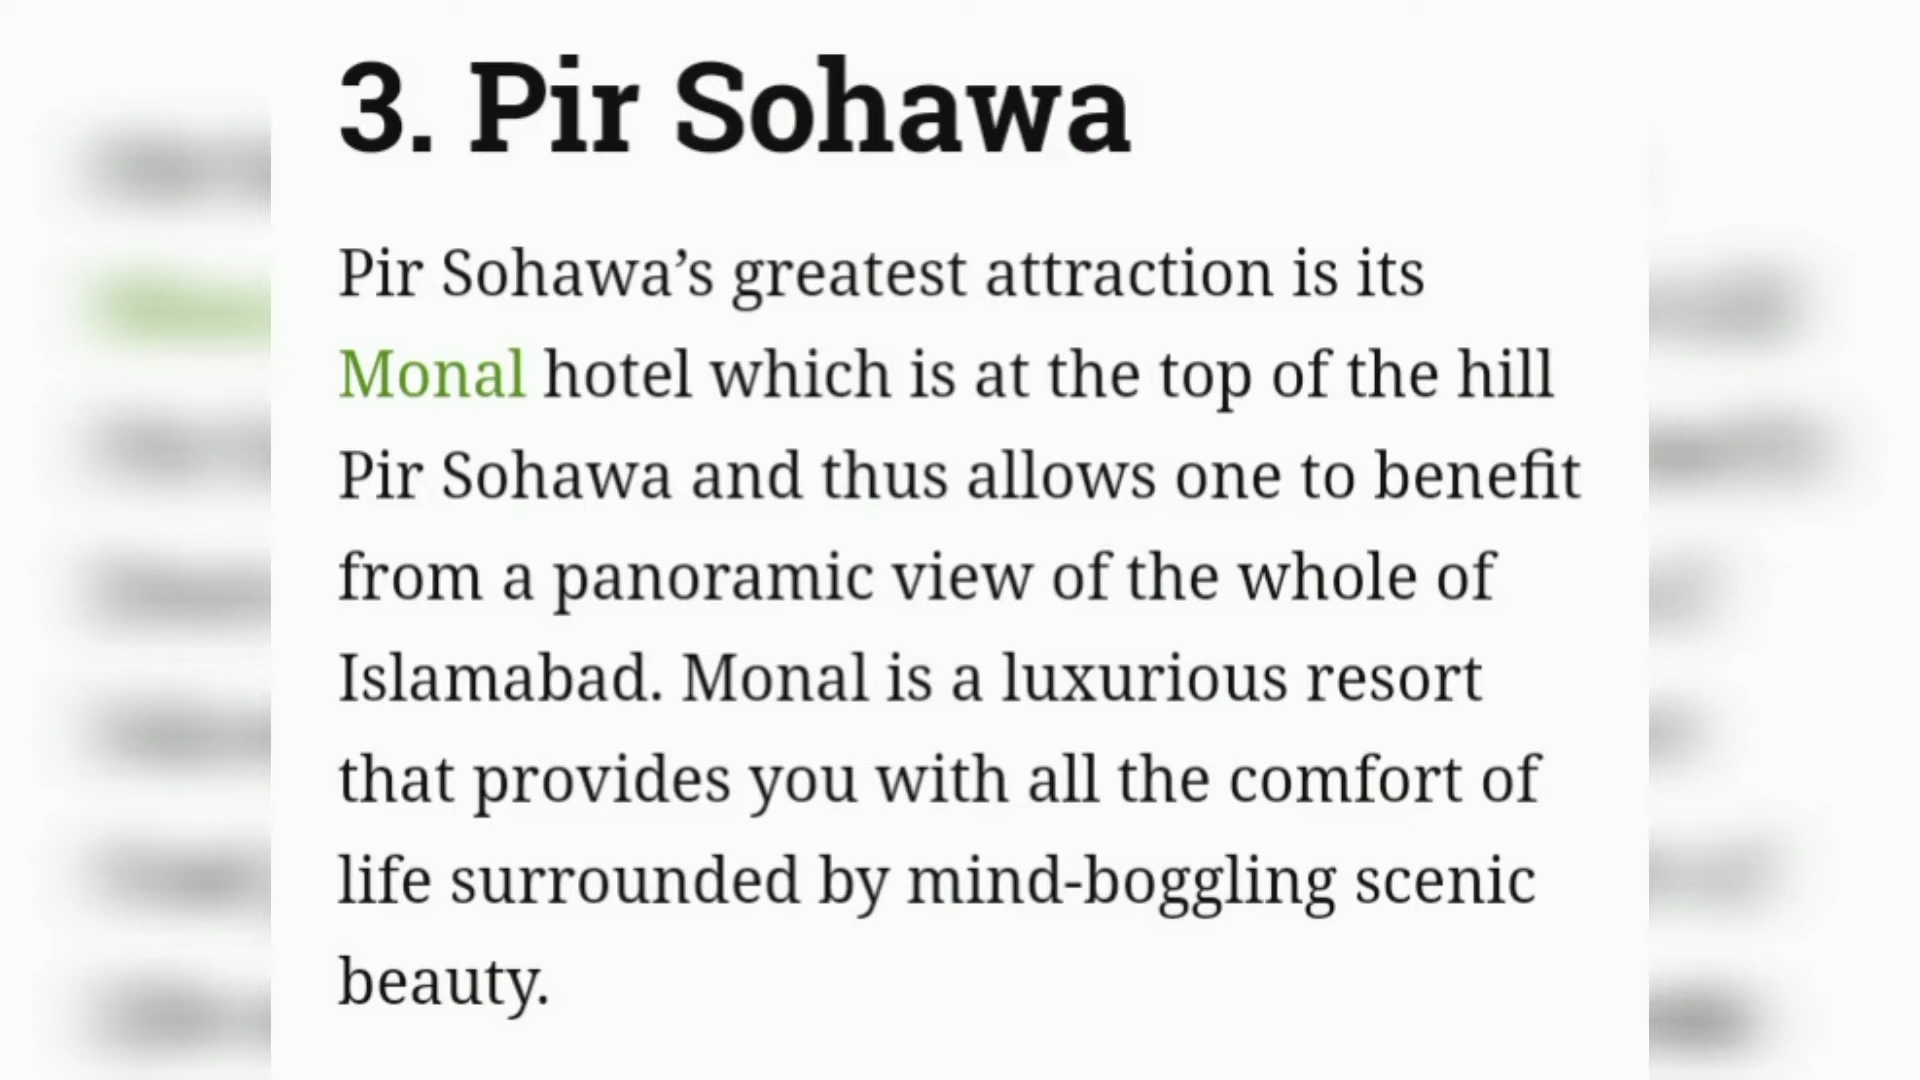 3. Pir Sohawa
Pir Sohawa’s greatest attraction is its
Monal hotel which is at the top of the hill
Pir Sohawa and thus allows one to benefit
from a panoramic view of the whole of
Islamabad. Monal is a luxurious resort
that provides you with all the comfort of
life surrounded by mind-boggling scenic
beauty.